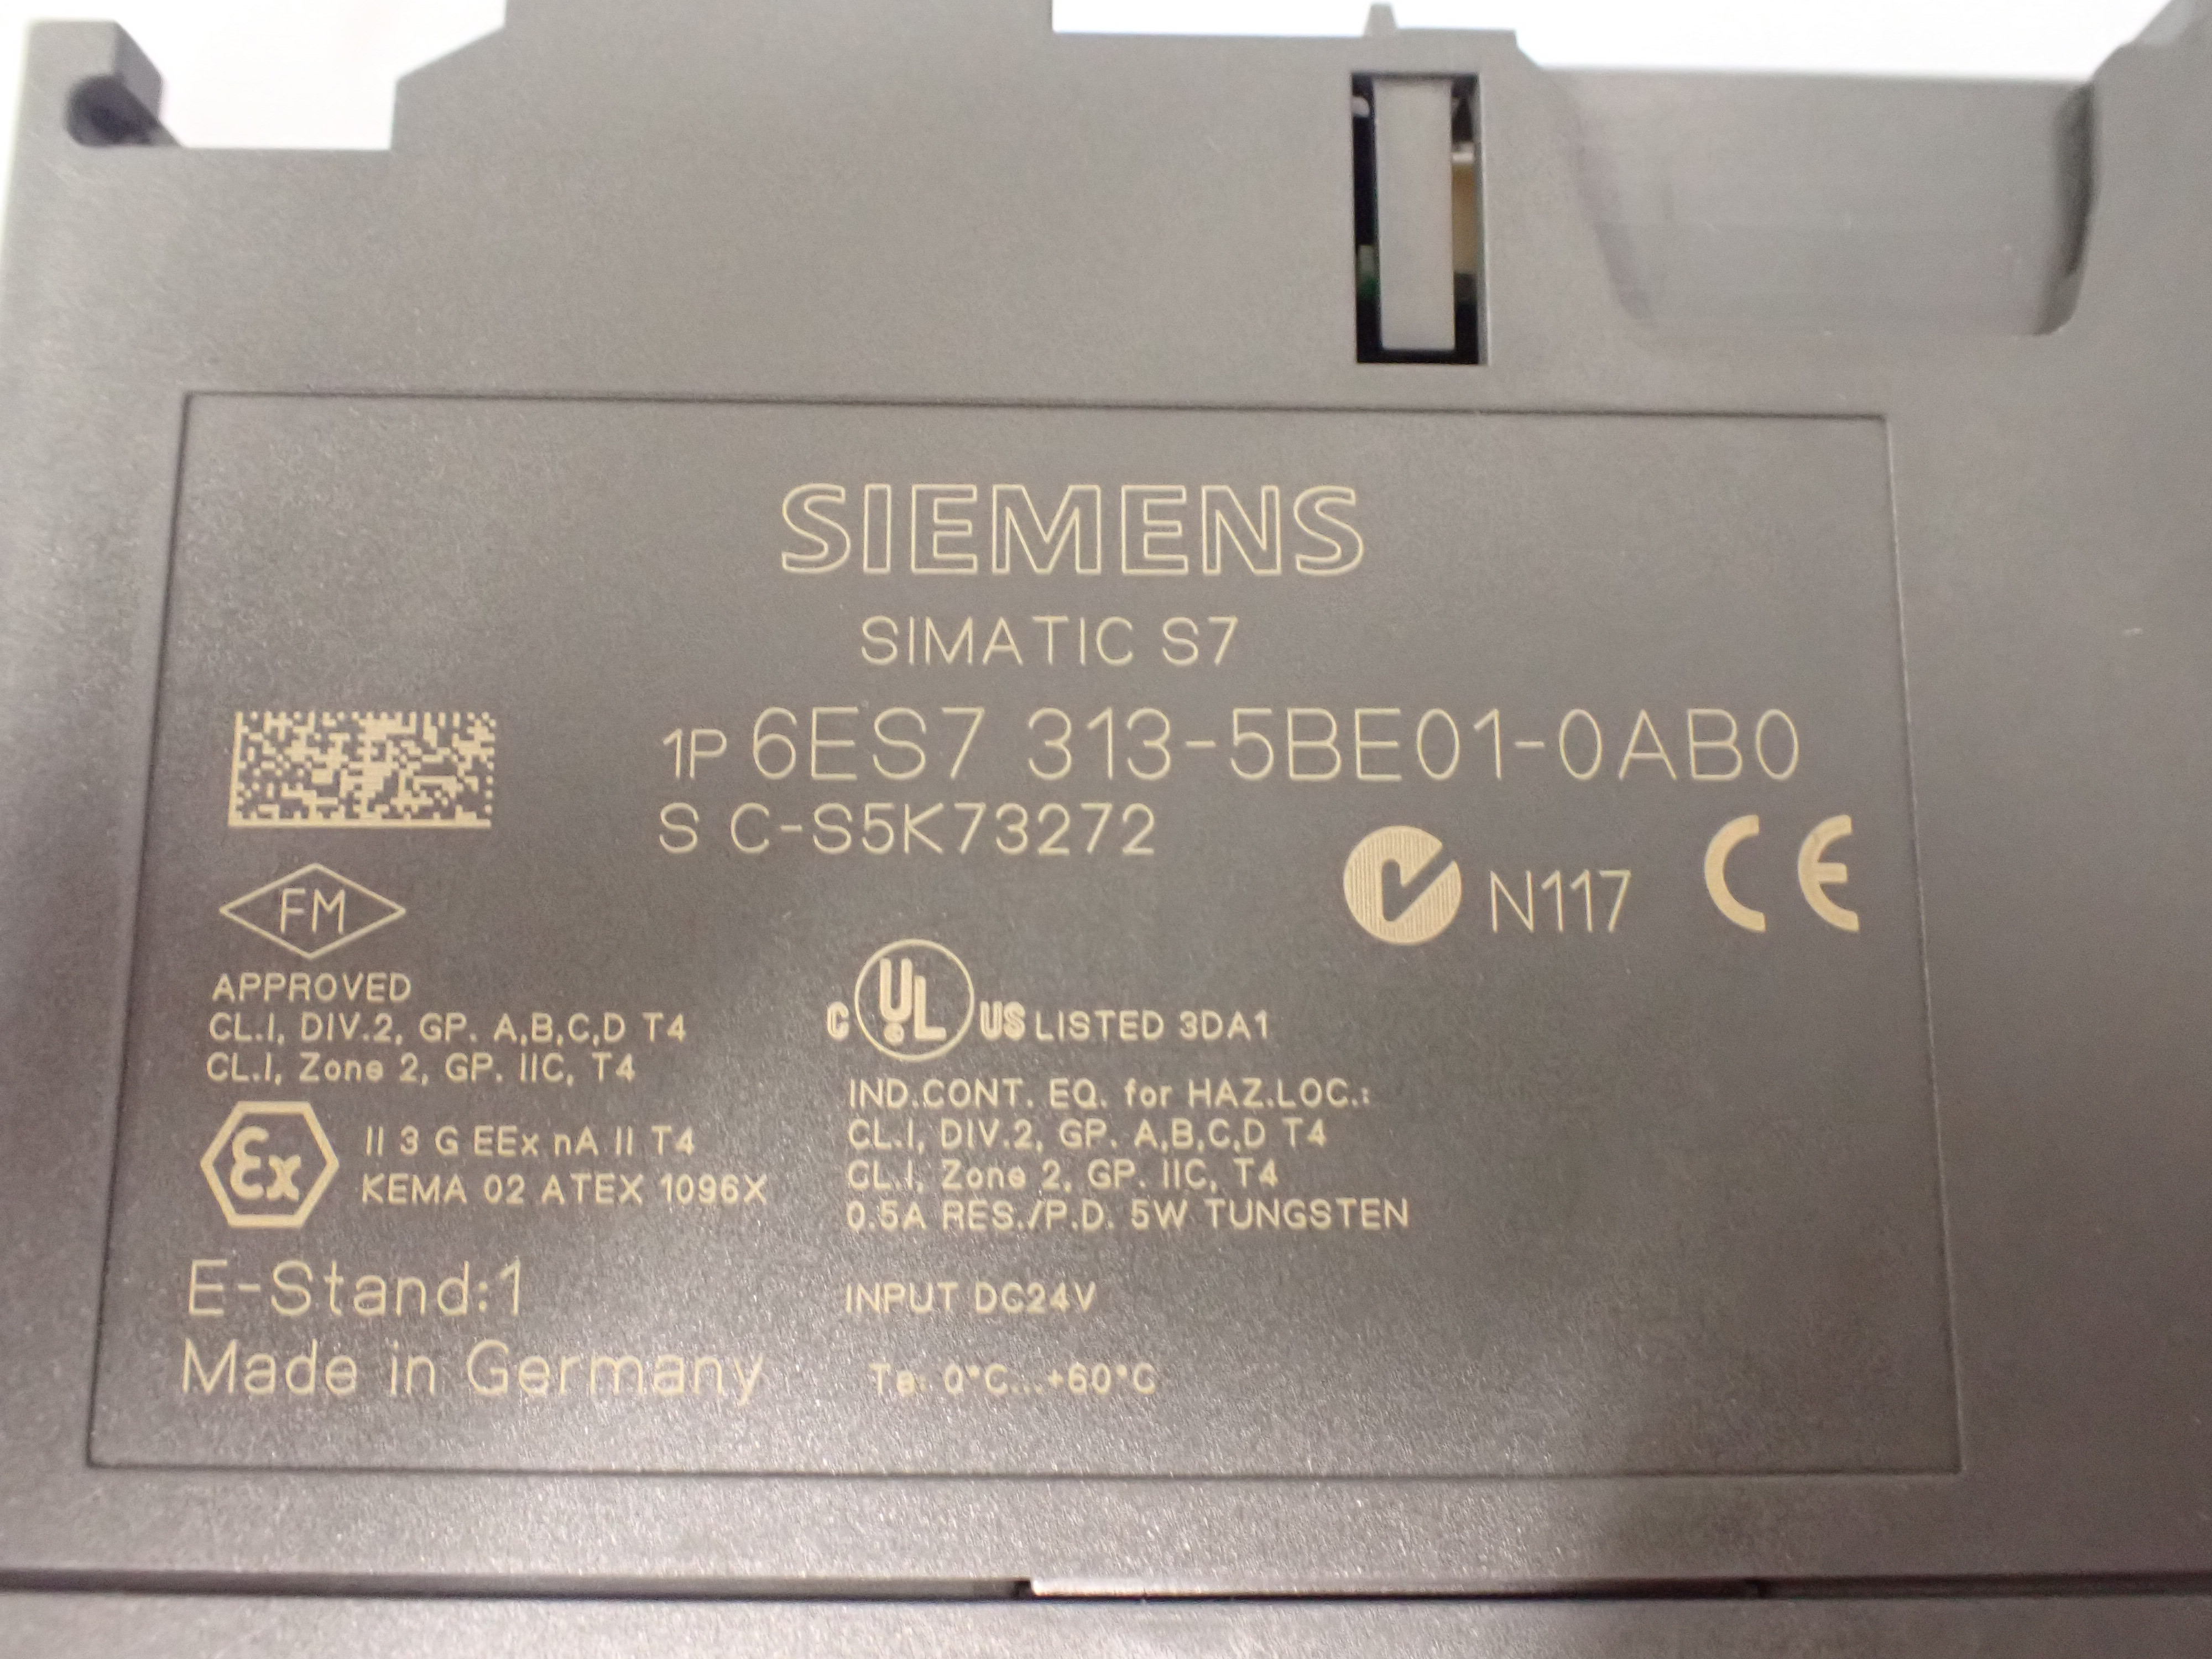 SIEMENS
SIMATIC S7
1P 6ES7 313-5BE01-0AB0
S C-S5K73272
N117 CE
FM
APPROVED
CL.I, DIV.2, GP. A,B,C,D T4
CL.I, Zone 2, GP. IIC, T4
Ex
II 3 G EEx nA II T4
KEMA 02 ATEX 1096X
C UL US LISTED 3DA1
IND.CONT. EQ. for HAZ.LOC.:
CL.I, DIV.2, GP. A,B,C,D T4
CL.I, Zone 2, GP. IIC, T4
0.5A RES./P.D. 5W TUNGSTEN
E-Stand:1
Made in Germany
INPUT DC24V
Ta: 0°C...+60°C